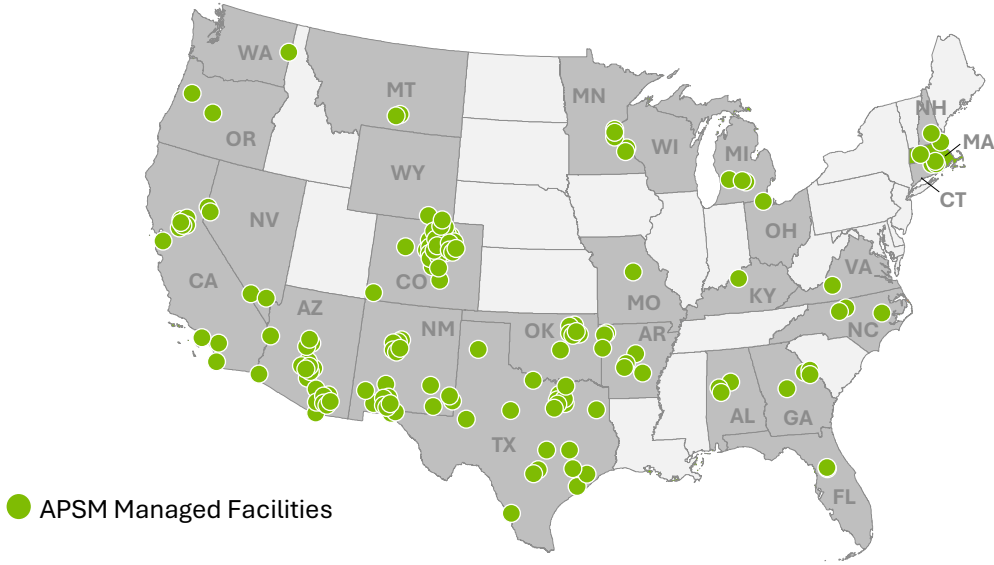 WA
MT
MN
NH
OR
WI
MI
MA
WY
CT
NV
OH
CA
CO
VA
AZ
MO
KY
NM
OK
AR
NC
AL
GA
TX
FL
APSM Managed Facilities